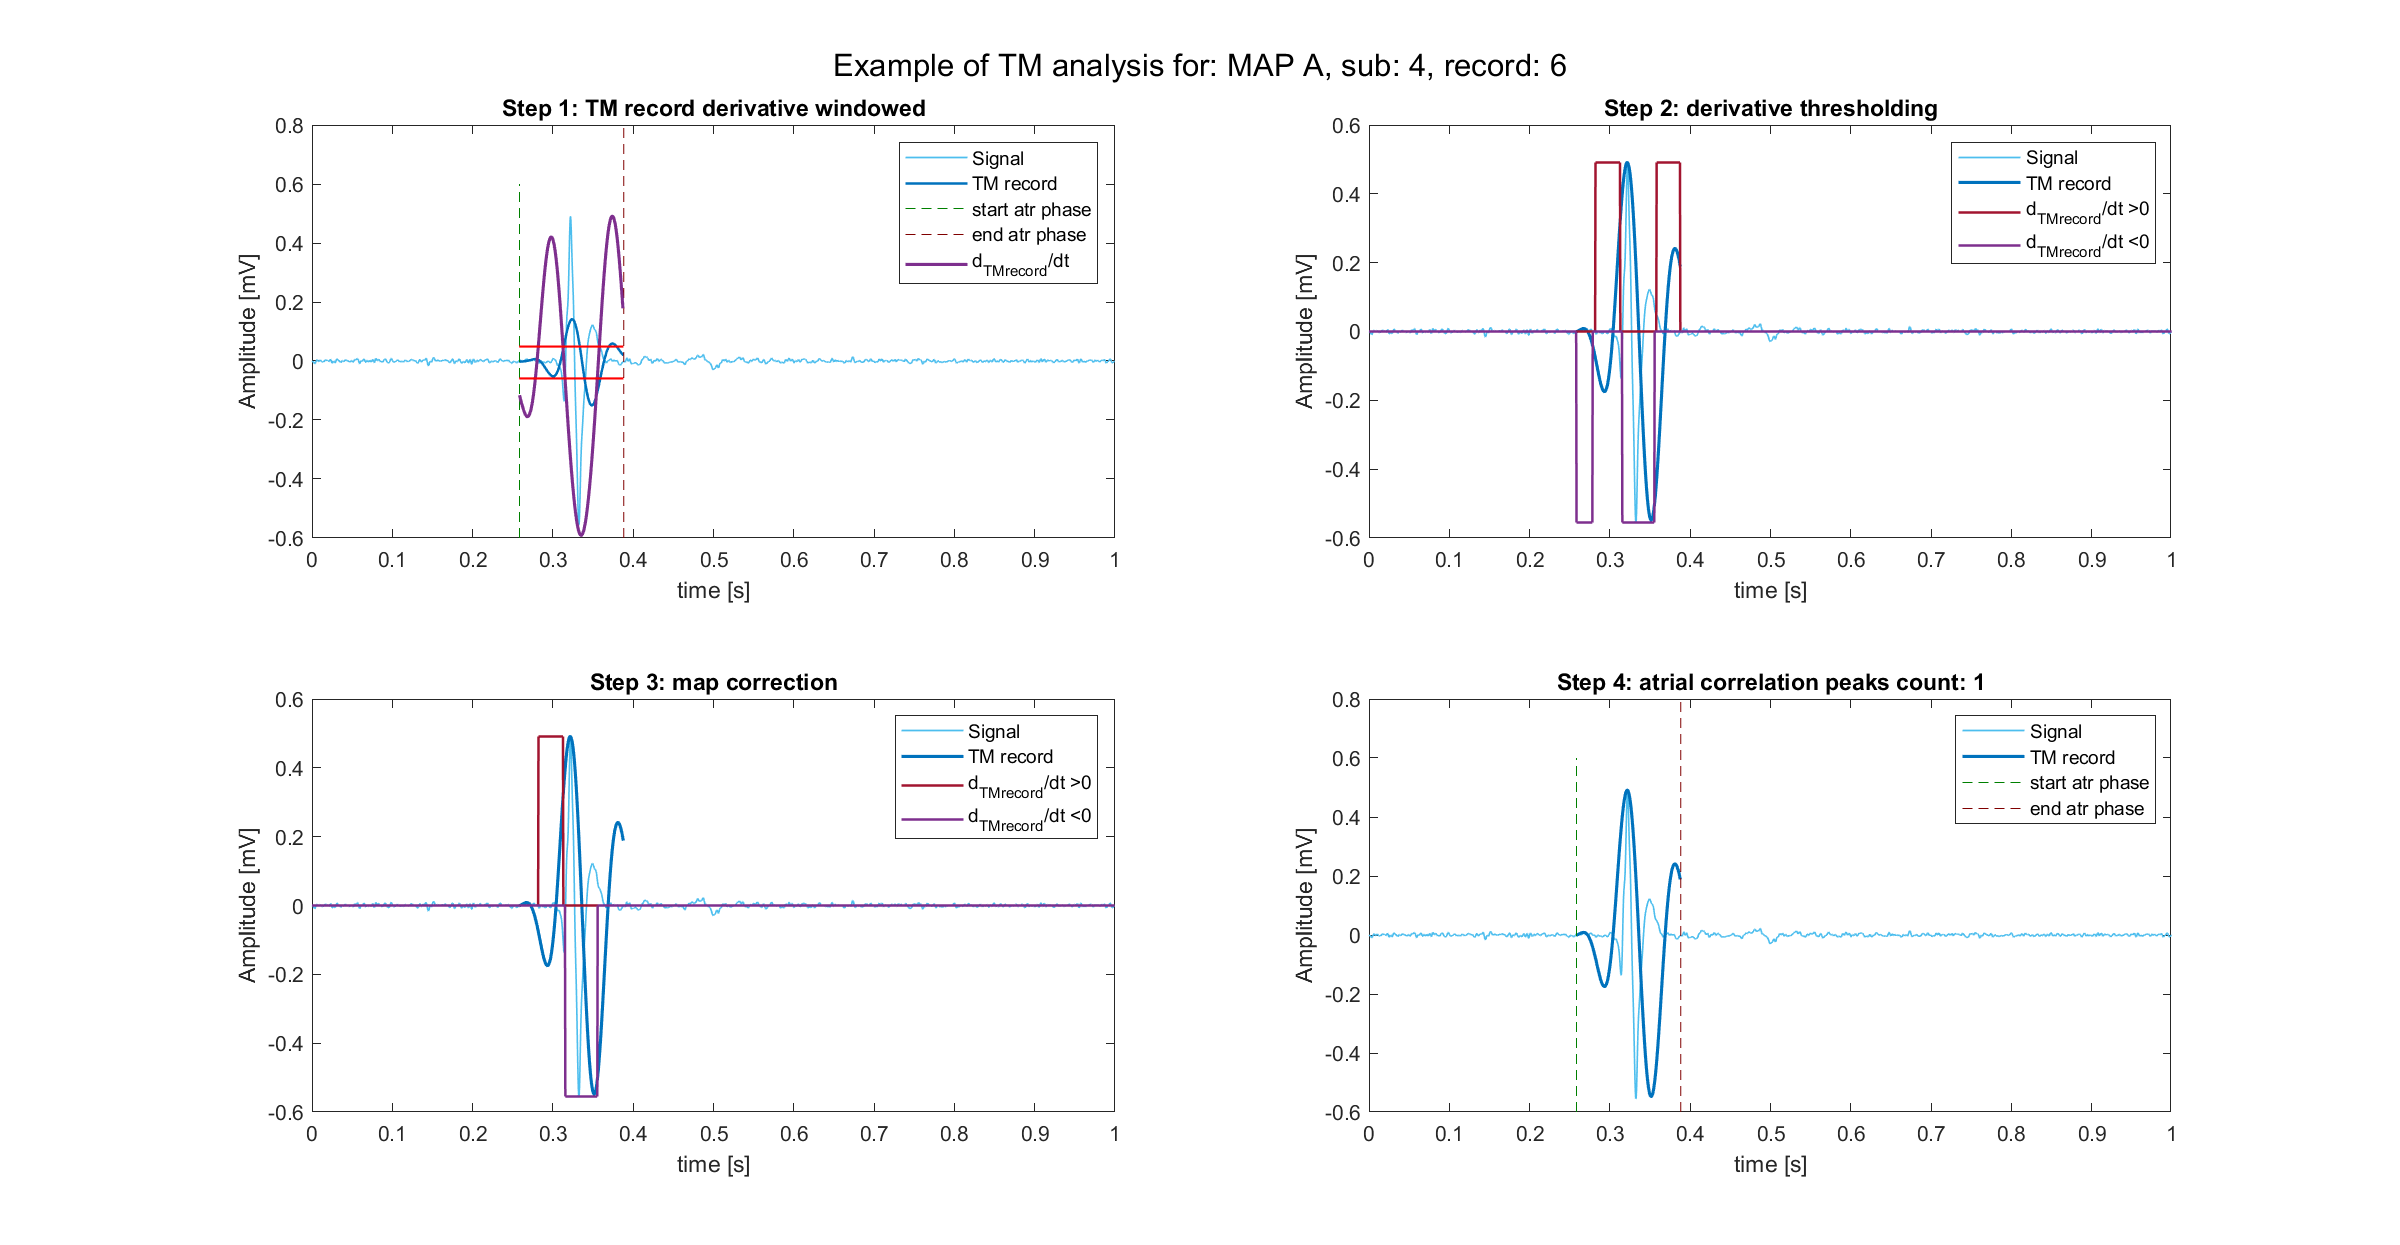 Example of TM analysis for: MAP A, sub: 4, record: 6
Step 1: TM record derivative windowed
0.8
0.6
0.4
0.2
0
-0.2
-0.4
-0.6
Amplitude [mV]
Signal
TM record
start atr phase
end atr phase
dTMrecord/dt
0 0.1 0.2 0.3 0.4 0.5 0.6 0.7 0.8 0.9 1
time [s]
Step 2: derivative thresholding
0.6
0.4
0.2
0
-0.2
-0.4
-0.6
Amplitude [mV]
Signal
TM record
dTMrecord/dt >0
dTMrecord/dt <0
0 0.1 0.2 0.3 0.4 0.5 0.6 0.7 0.8 0.9 1
time [s]
Step 3: map correction
0.6
0.4
0.2
0
-0.2
-0.4
-0.6
Amplitude [mV]
Signal
TM record
dTMrecord/dt >0
dTMrecord/dt <0
0 0.1 0.2 0.3 0.4 0.5 0.6 0.7 0.8 0.9 1
time [s]
Step 4: atrial correlation peaks count: 1
0.8
0.6
0.4
0.2
0
-0.2
-0.4
-0.6
Amplitude [mV]
Signal
TM record
start atr phase
end atr phase
0 0.1 0.2 0.3 0.4 0.5 0.6 0.7 0.8 0.9 1
time [s]